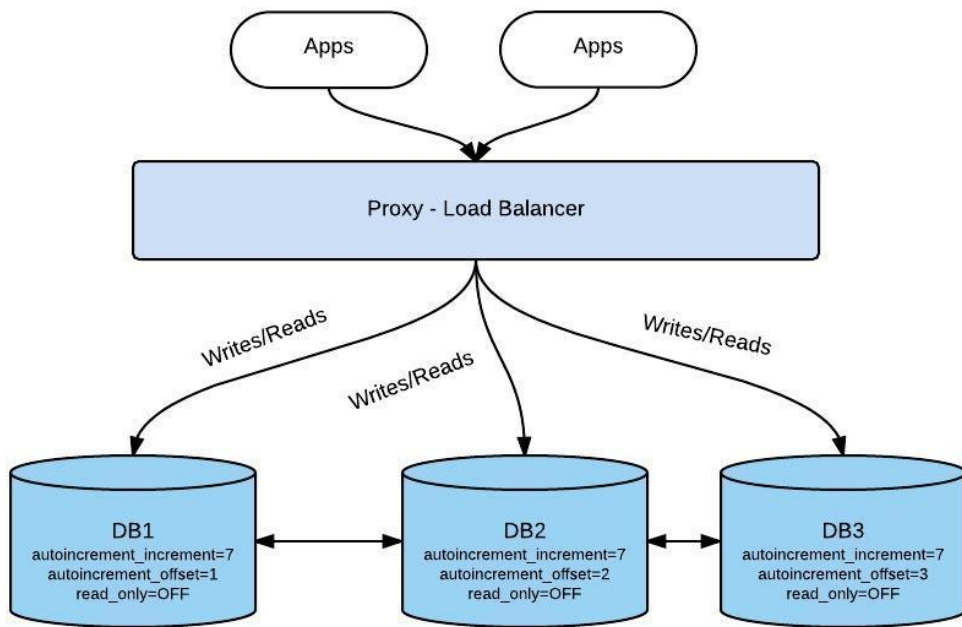 Apps
Apps
Proxy - Load Balancer
Writes/Reads
Writes/Reads
Writes/Reads
DB1
autoincrement_increment=7
autoincrement_offset=1
read_only=OFF
DB2
autoincrement_increment=7
autoincrement_offset=2
read_only=OFF
DB3
autoincrement_increment=7
autoincrement_offset=3
read_only=OFF